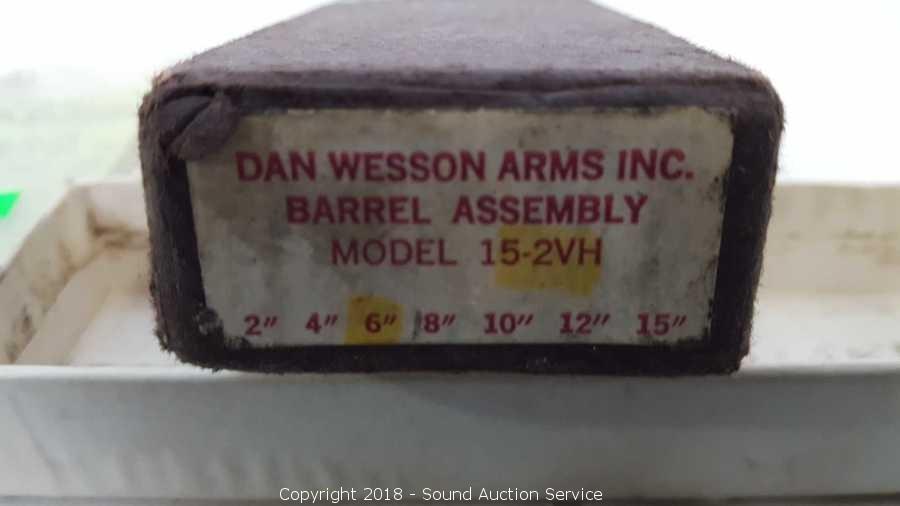 DAN WESSON ARMS INC.
BARREL ASSEMBLY
MODEL 15-2VH
2" 4" 6" 8" 10" 12" 15"
Copyright 2018 - Sound Auction Service